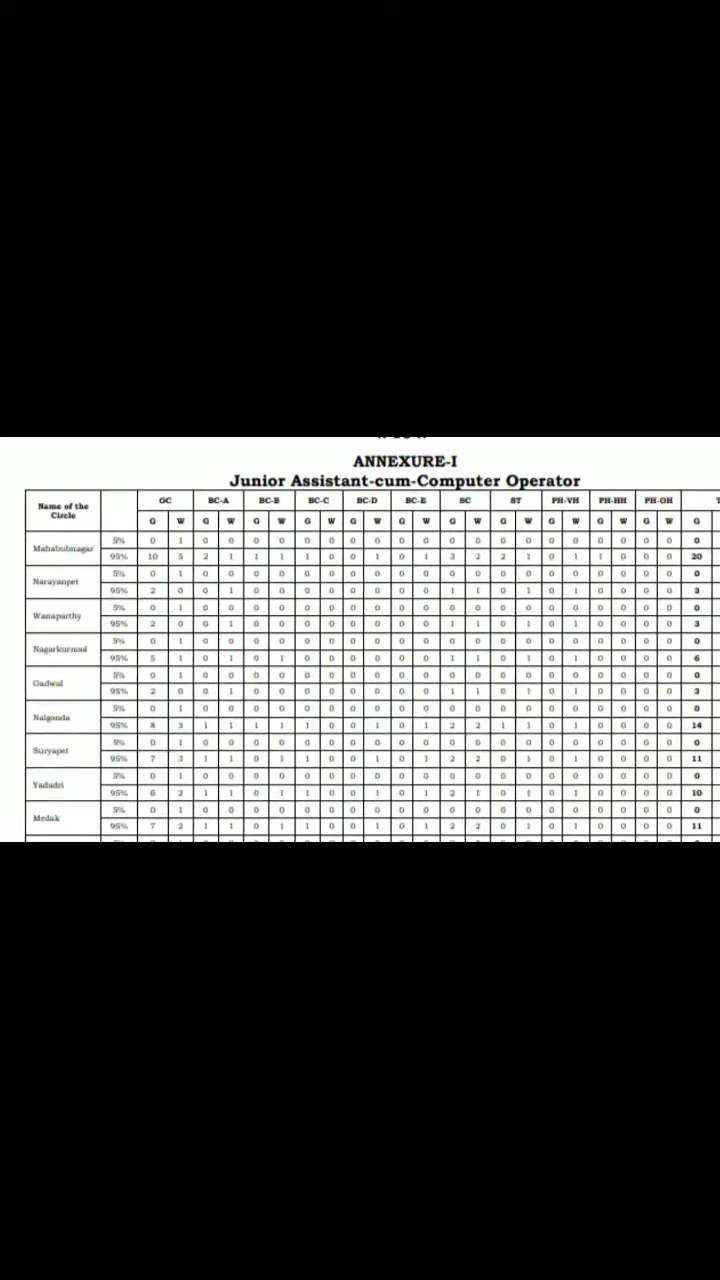 ANNEXURE-I
Junior Assistant-cum-Computer Operator
Name of the Circle OC BC-A BC-B BC-C BC-D BC-E SC ST PH-VH PH-HH PH-OH T
G W G W G W G W G W G W G W G W G W G W G W G
Mahabubnagar 5% 0 1 0 0 0 0 0 0 0 0 0 0 0 0 0 0 0 0 0 0 0 0 0
95% 10 5 2 1 1 1 1 0 0 1 0 1 3 2 2 1 0 1 1 0 0 0 20
Narayanpet 5% 0 1 0 0 0 0 0 0 0 0 0 0 0 0 0 0 0 0 0 0 0 0 0
95% 2 0 0 1 0 0 0 0 0 0 0 0 1 1 0 1 0 1 0 0 0 0 3
Wanaparthy 5% 0 1 0 0 0 0 0 0 0 0 0 0 0 0 0 0 0 0 0 0 0 0 0
95% 2 0 0 1 0 0 0 0 0 0 0 0 1 1 0 1 0 1 0 0 0 0 3
Nagarkurnool 5% 0 1 0 0 0 0 0 0 0 0 0 0 0 0 0 0 0 0 0 0 0 0 0
95% 5 1 0 1 0 1 0 0 0 0 0 0 1 1 0 1 0 1 0 0 0 0 6
Gadwal 5% 0 1 0 0 0 0 0 0 0 0 0 0 0 0 0 0 0 0 0 0 0 0 0
95% 2 0 0 1 0 0 0 0 0 0 0 0 1 1 0 1 0 1 0 0 0 0 3
Nalgonda 5% 0 1 0 0 0 0 0 0 0 0 0 0 0 0 0 0 0 0 0 0 0 0 0
95% 8 3 1 1 1 1 1 0 0 1 0 1 2 2 1 1 0 1 0 0 0 0 14
Suryapet 5% 0 1 0 0 0 0 0 0 0 0 0 0 0 0 0 0 0 0 0 0 0 0 0
95% 7 3 1 1 0 1 1 0 0 1 0 1 2 2 0 1 0 1 0 0 0 0 11
Yadadri 5% 0 1 0 0 0 0 0 0 0 0 0 0 0 0 0 0 0 0 0 0 0 0 0
95% 6 2 1 1 0 1 1 0 0 1 0 1 2 1 0 1 0 1 0 0 0 0 10
Medak 5% 0 1 0 0 0 0 0 0 0 0 0 0 0 0 0 0 0 0 0 0 0 0 0
95% 7 2 1 1 0 1 1 0 0 1 0 1 2 2 0 1 0 1 0 0 0 0 11